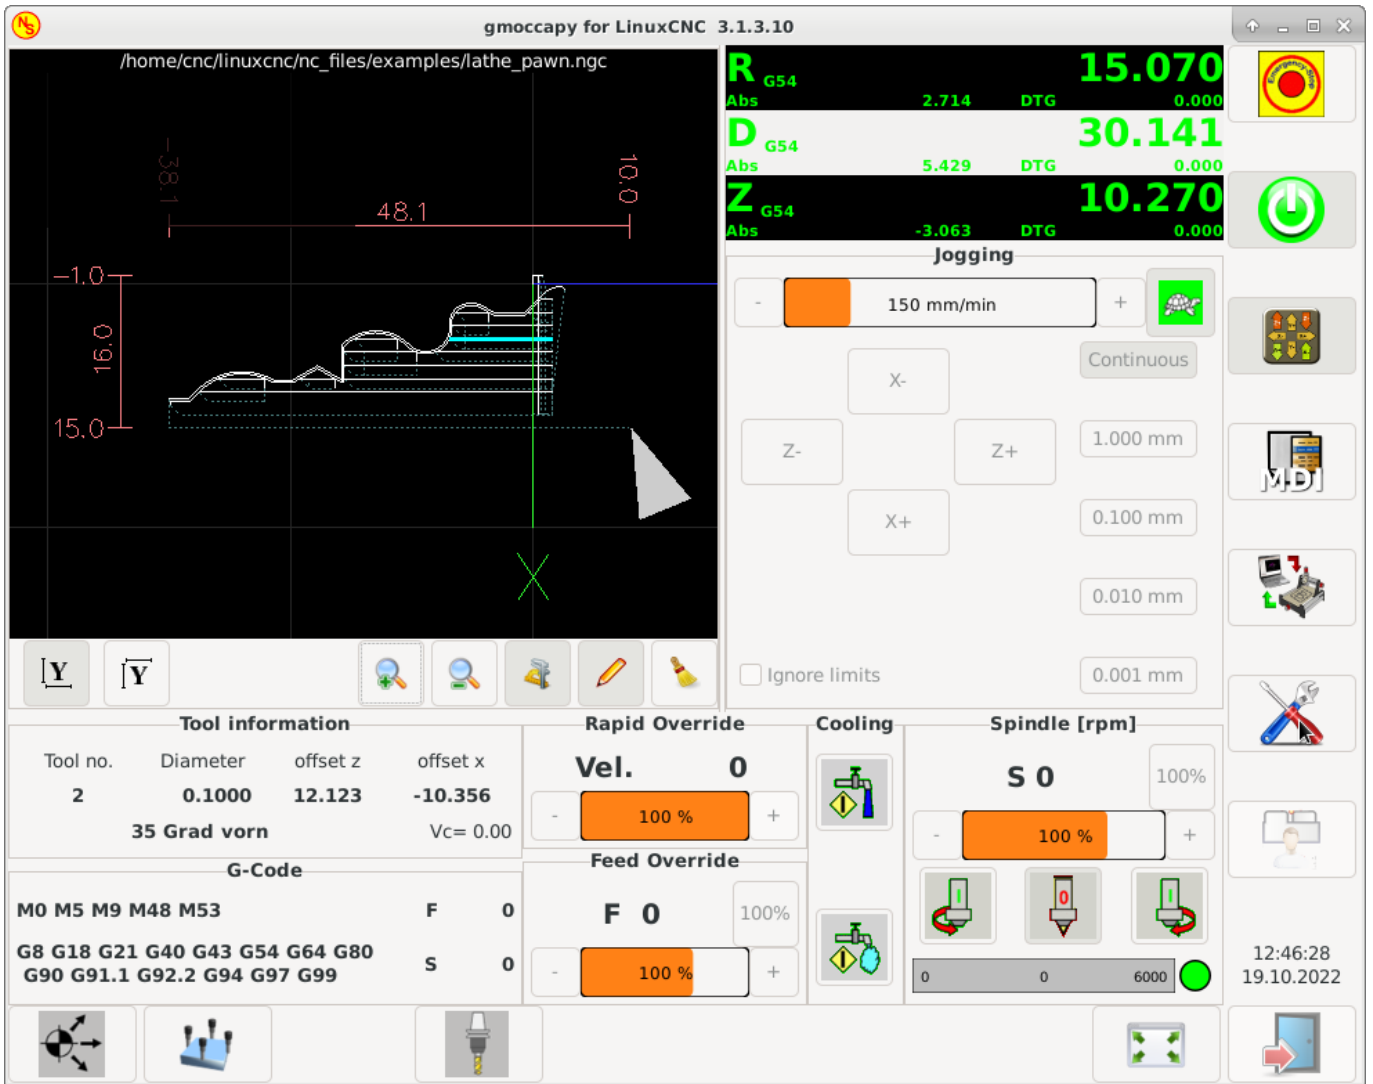 NS
gmoccapy for LinuxCNC 3.1.3.10
/home/cnc/linuxcnc/nc_files/examples/lathe_pawn.ngc
-38.1
10.0
48.1
-1.0
16.0
15.0
X
R G54 15.070
Abs 2.714 DTG 0.000
D G54 30.141
Abs 5.429 DTG 0.000
Z G54 10.270
Abs -3.063 DTG 0.000
Jogging
- 150 mm/min +
Continuous
X-
1.000 mm
Z- Z+
0.100 mm
X+
0.010 mm
Ignore limits 0.001 mm
Emergency-Stop
MDI
Y Y
Tool information
Tool no. Diameter offset z offset x
2 0.1000 12.123 -10.356
35 Grad vorn Vc= 0.00
G-Code
M0 M5 M9 M48 M53 F 0
G8 G18 G21 G40 G43 G54 G64 G80
G90 G91.1 G92.2 G94 G97 G99
S 0
Rapid Override
Vel. 0
- 100 % +
Feed Override
F 0 100%
- 100 % +
Cooling
I
I
Spindle [rpm]
S 0 100%
- 100 % +
I 0 I
0 0 6000
12:46:28
19.10.2022